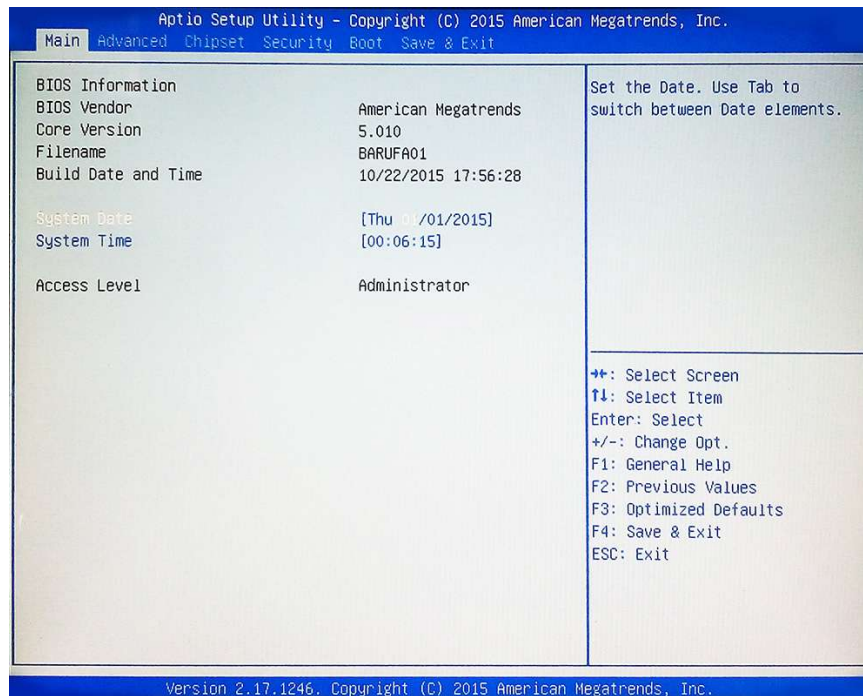 Aptio Setup Utility - Copyright (C) 2015 American Megatrends, Inc.
Main Advanced Chipset Security Boot Save & Exit
BIOS Information
BIOS Vendor American Megatrends
Core Version 5.010
Filename BARUFA01
Build Date and Time 10/22/2015 17:56:28
System Date [Thu 01/01/2015]
System Time [00:06:15]
Access Level Administrator
Set the Date. Use Tab to
switch between Date elements.
→←: Select Screen
↑↓: Select Item
Enter: Select
+/-: Change Opt.
F1: General Help
F2: Previous Values
F3: Optimized Defaults
F4: Save & Exit
ESC: Exit
Version 2.17.1246. Copyright (C) 2015 American Megatrends, Inc.